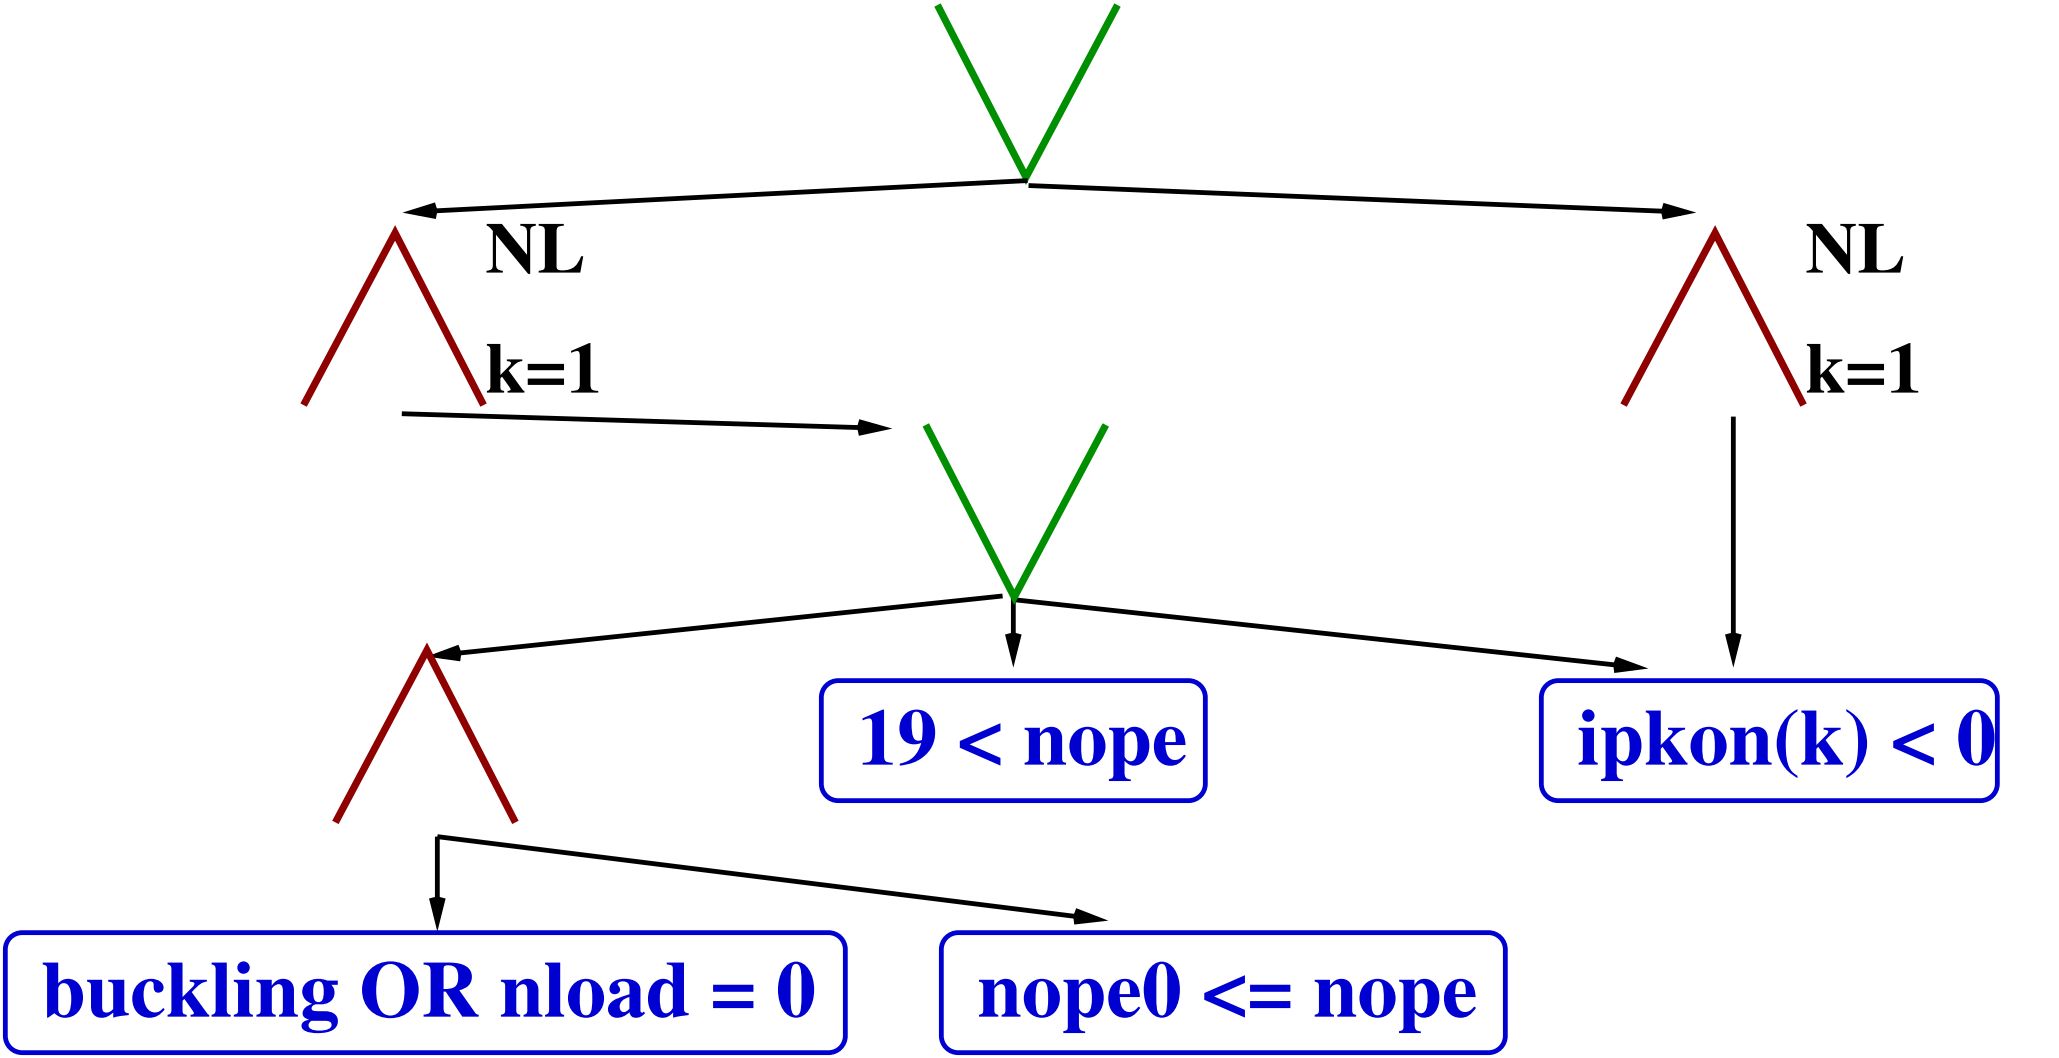 NL
NL
k=1
k=1
19 < nope
ipkon(k) < 0
buckling OR nload = 0
nope0 <= nope